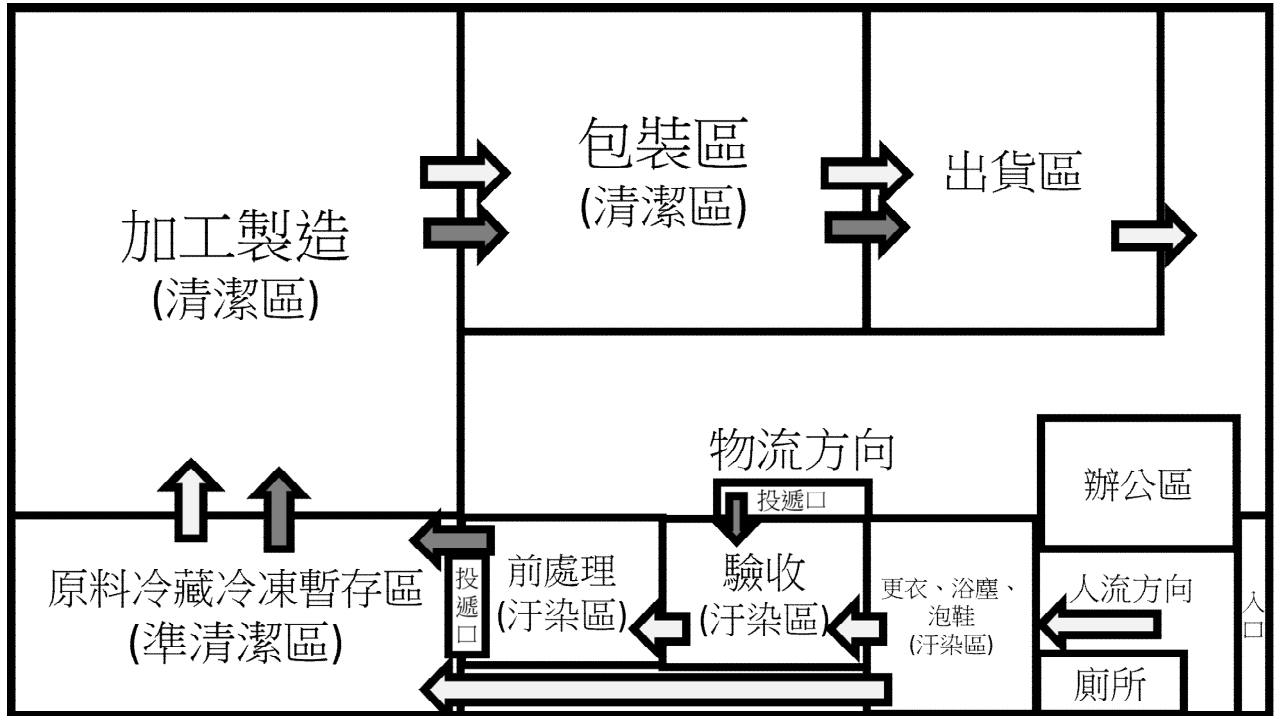 包裝區
(清潔區)
出貨區
加工製造
(清潔區)
物流方向
投遞口
辦公區
原料冷藏冷凍暫存區
(準清潔區)
投遞口
前處理
(汙染區)
驗收
(汙染區)
更衣、浴塵、
泡鞋
(汙染區)
人流方向
入口
廁所